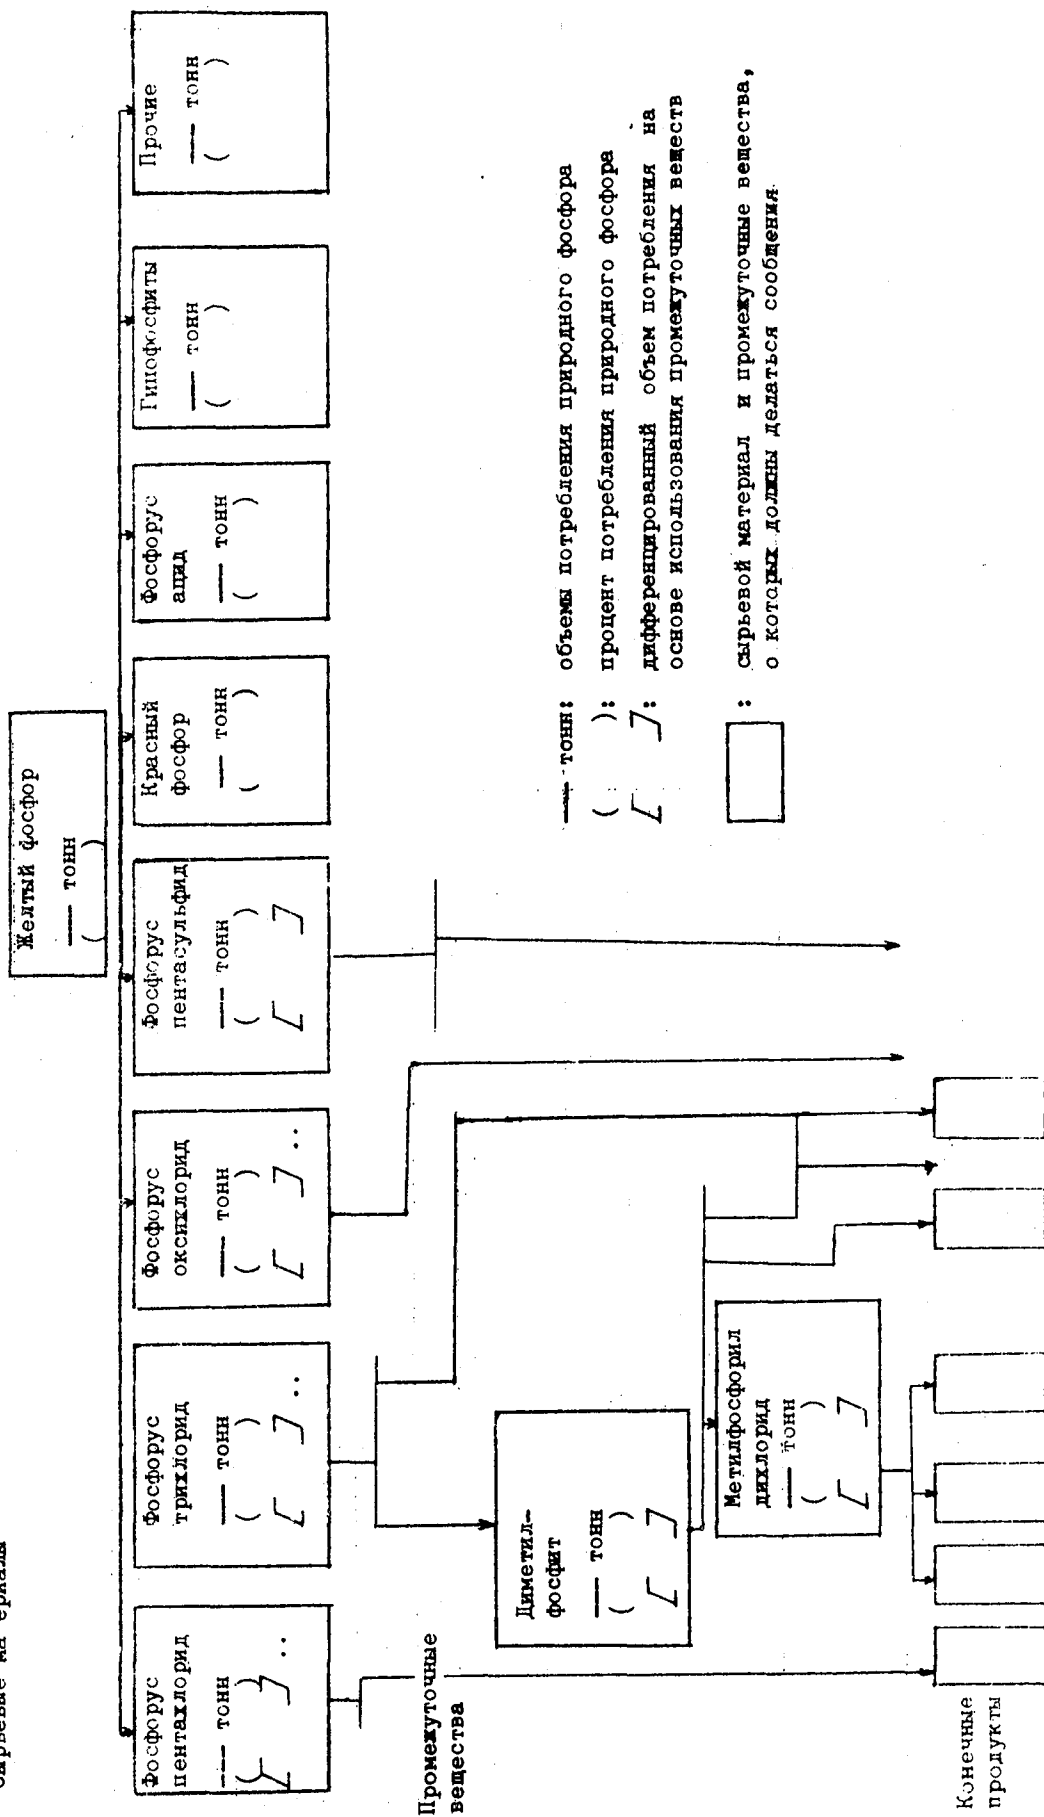 Сырьевые материалы
Желтый фосфор
— тонн
( )
Фосфорус
пентахлорид
— тонн
( )
[ ] ..
Фосфорус
трихлорид
— тонн
( )
[ ] ..
Фосфорус
оксихлорид
— тонн
( )
[ ] ..
Фосфорус
пентасульфид
— тонн
( )
[ ]
Красный
фосфор
— тонн
( )
Фосфорус
ацид
— тонн
( )
Гипофосфиты
— тонн
( )
Прочие
— тонн
( )
Промежуточные
вещества
Диметил-
фосфит
— тонн
( )
[ ]
Метилфосфорил
дихлорид
— тонн
( )
[ ]
Конечные
продукты
— тонн: объемы потребления природного фосфора
( ): процент потребления природного фосфора
[ ]: дифференцированный объем потребления на
основе использования промежуточных веществ
: сырьевой материал и промежуточные вещества,
о которых должны делаться сообщения